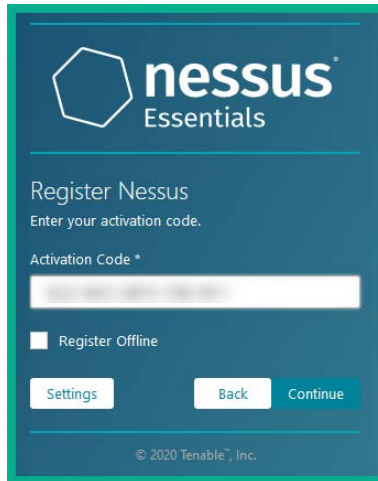 nessus®
Essentials
Register Nessus
Enter your activation code.
Activation Code *
Register Offline
Settings Back Continue
© 2020 Tenable™, Inc.